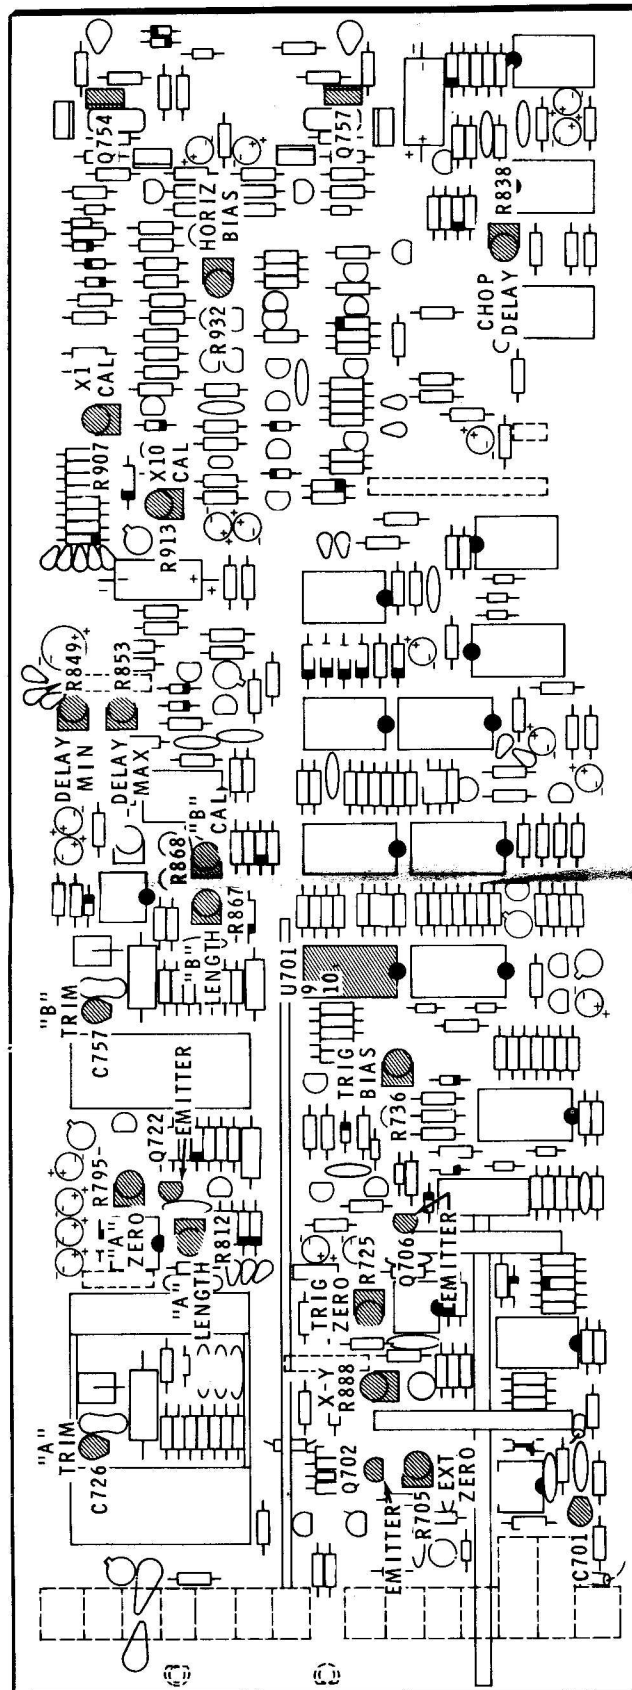 Q754
Q757
HORIZ
BIAS
R838
R932
CHOP
DELAY
X1
CAL
R907
X10
CAL
R913
R849
R853
DELAY
MIN
DELAY
MAX
"B"
CAL
R868
R867
"B"
LENGTH
U701
9 10
"B"
TRIM
C757
TRIG
BIAS
R736
Q722
EMITTER
R795
"A"
ZERO
R812
"A"
LENGTH
R725
Q706
EMITTER
TRIG
ZERO
X-Y
R888
"A"
TRIM
C726
Q702
EMITTER
R705
EXT
ZERO
C701